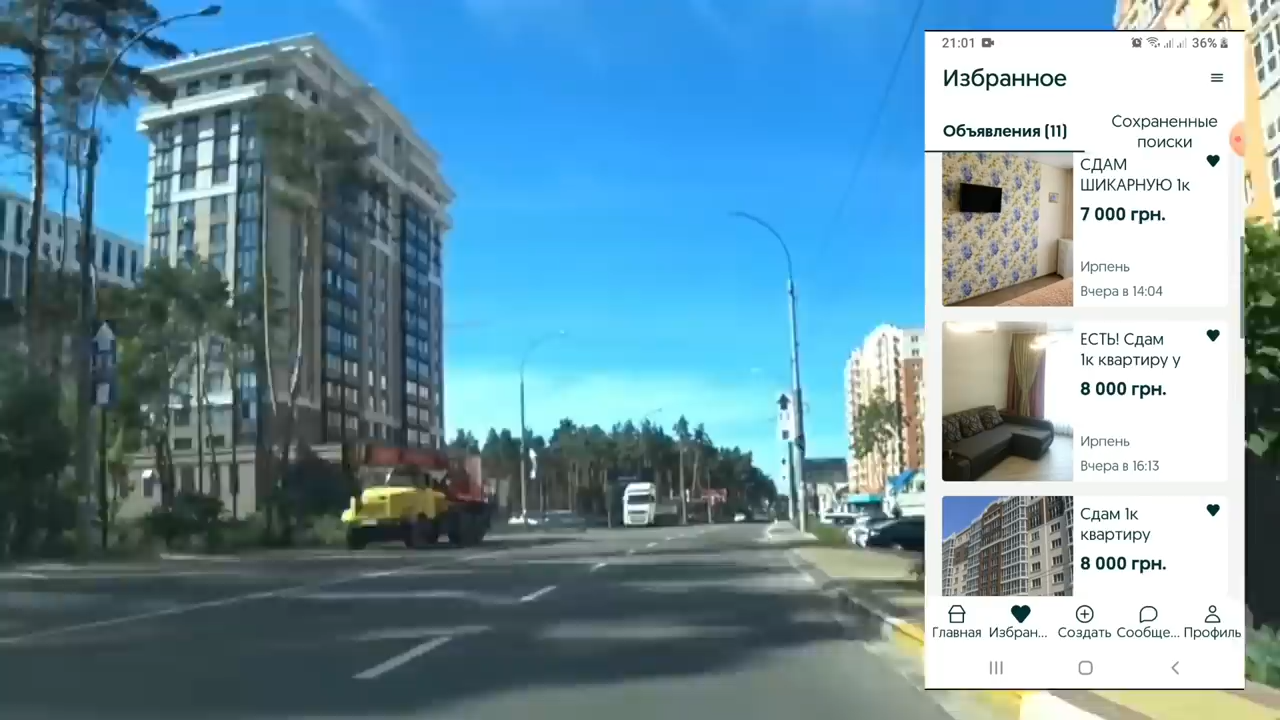 21:01
36%
Избранное
Объявления (11)
Сохраненные
поиски
СДАМ
ШИКАРНУЮ 1к
7 000 грн.
Ирпень
Вчера в 14:04
ЕСТЬ! Сдам
1к квартиру у
8 000 грн.
Ирпень
Вчера в 16:13
Сдам 1к
квартиру
8 000 грн.
Главная
Избран...
Создать
Сообще...
Профиль